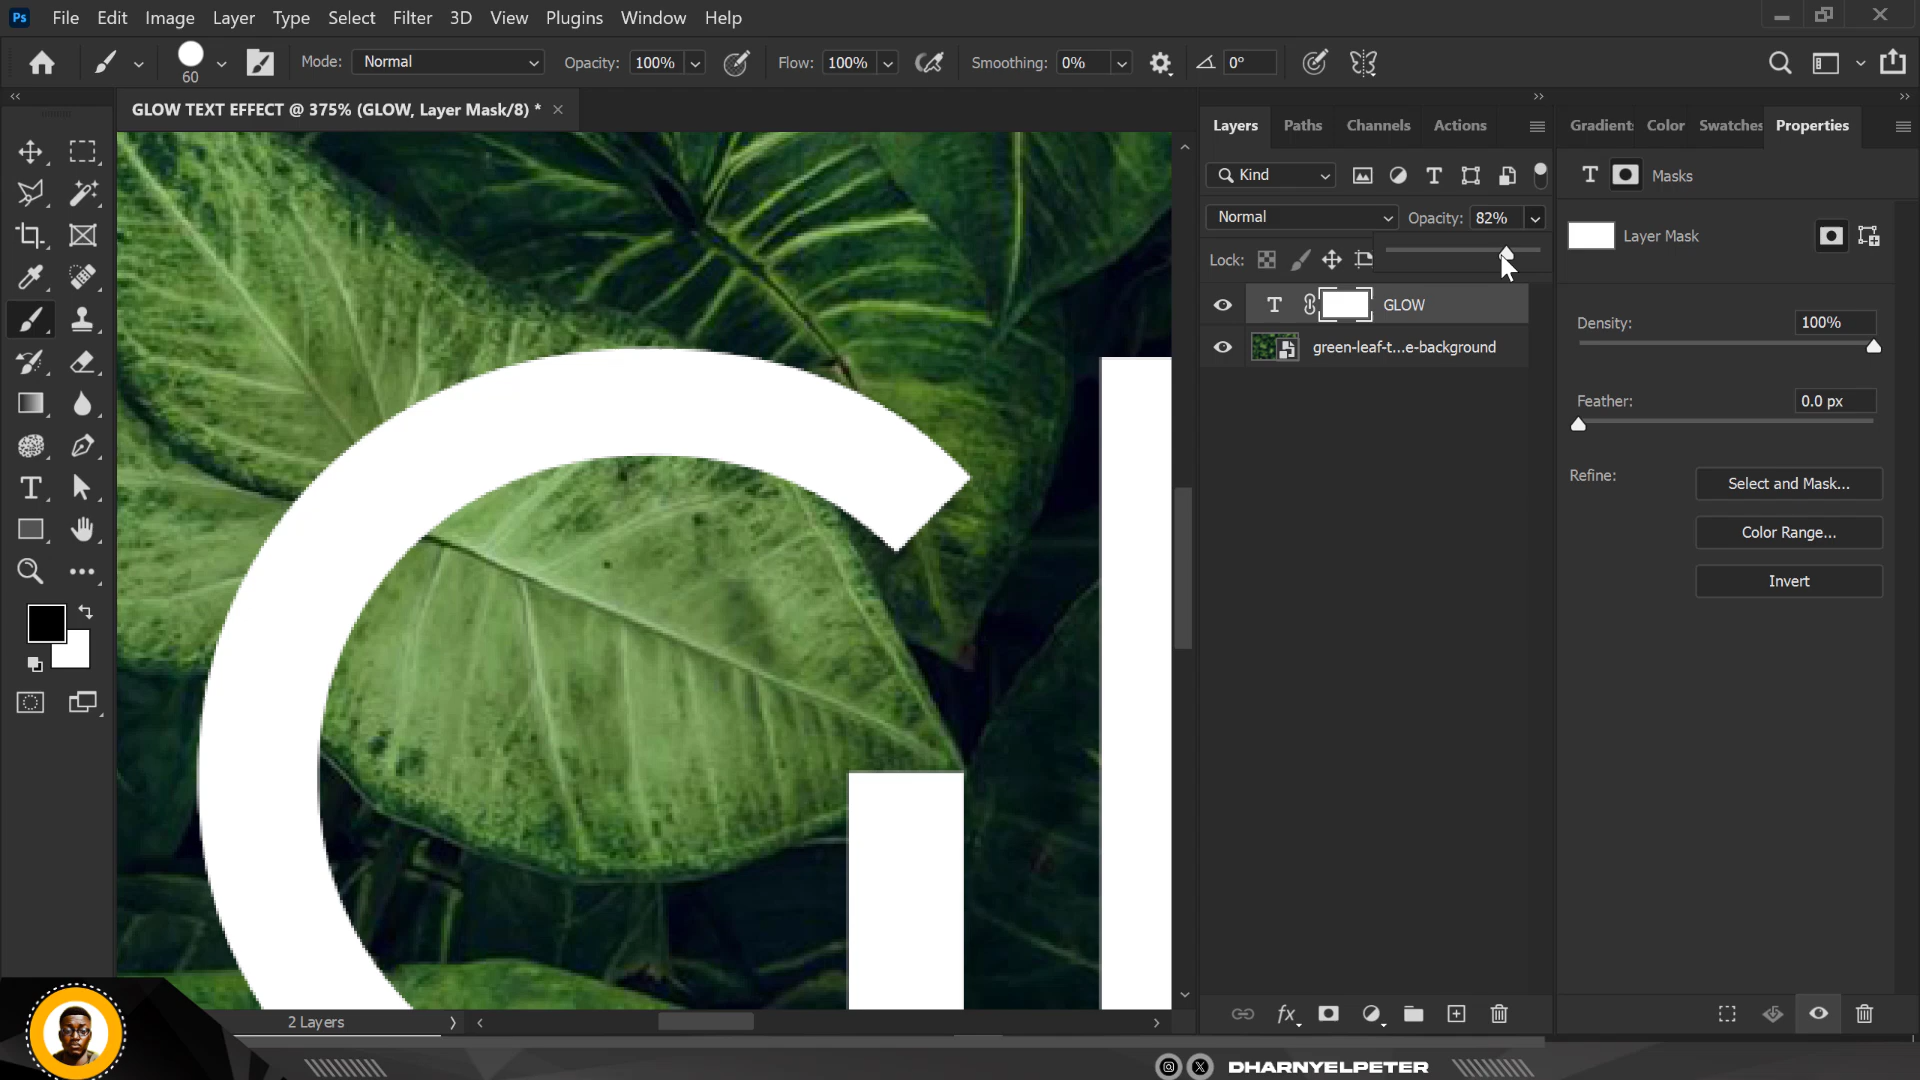 Ps File Edit Image Layer Type Select Filter 3D View Plugins Window Help
60 Mode: Normal Opacity: 100% Flow: 100% Smoothing: 0% 0°
GLOW TEXT EFFECT @ 375% (GLOW, Layer Mask/8) *
Layers Paths Channels Actions
Gradient Color Swatches Properties
Kind
T Masks
Normal Opacity: 82%
Layer Mask
Lock:
T GLOW
green-leaf-t...e-background
Density: 100%
Feather: 0.0 px
Refine: Select and Mask...
Color Range...
Invert
2 Layers
DHARNYELPETER